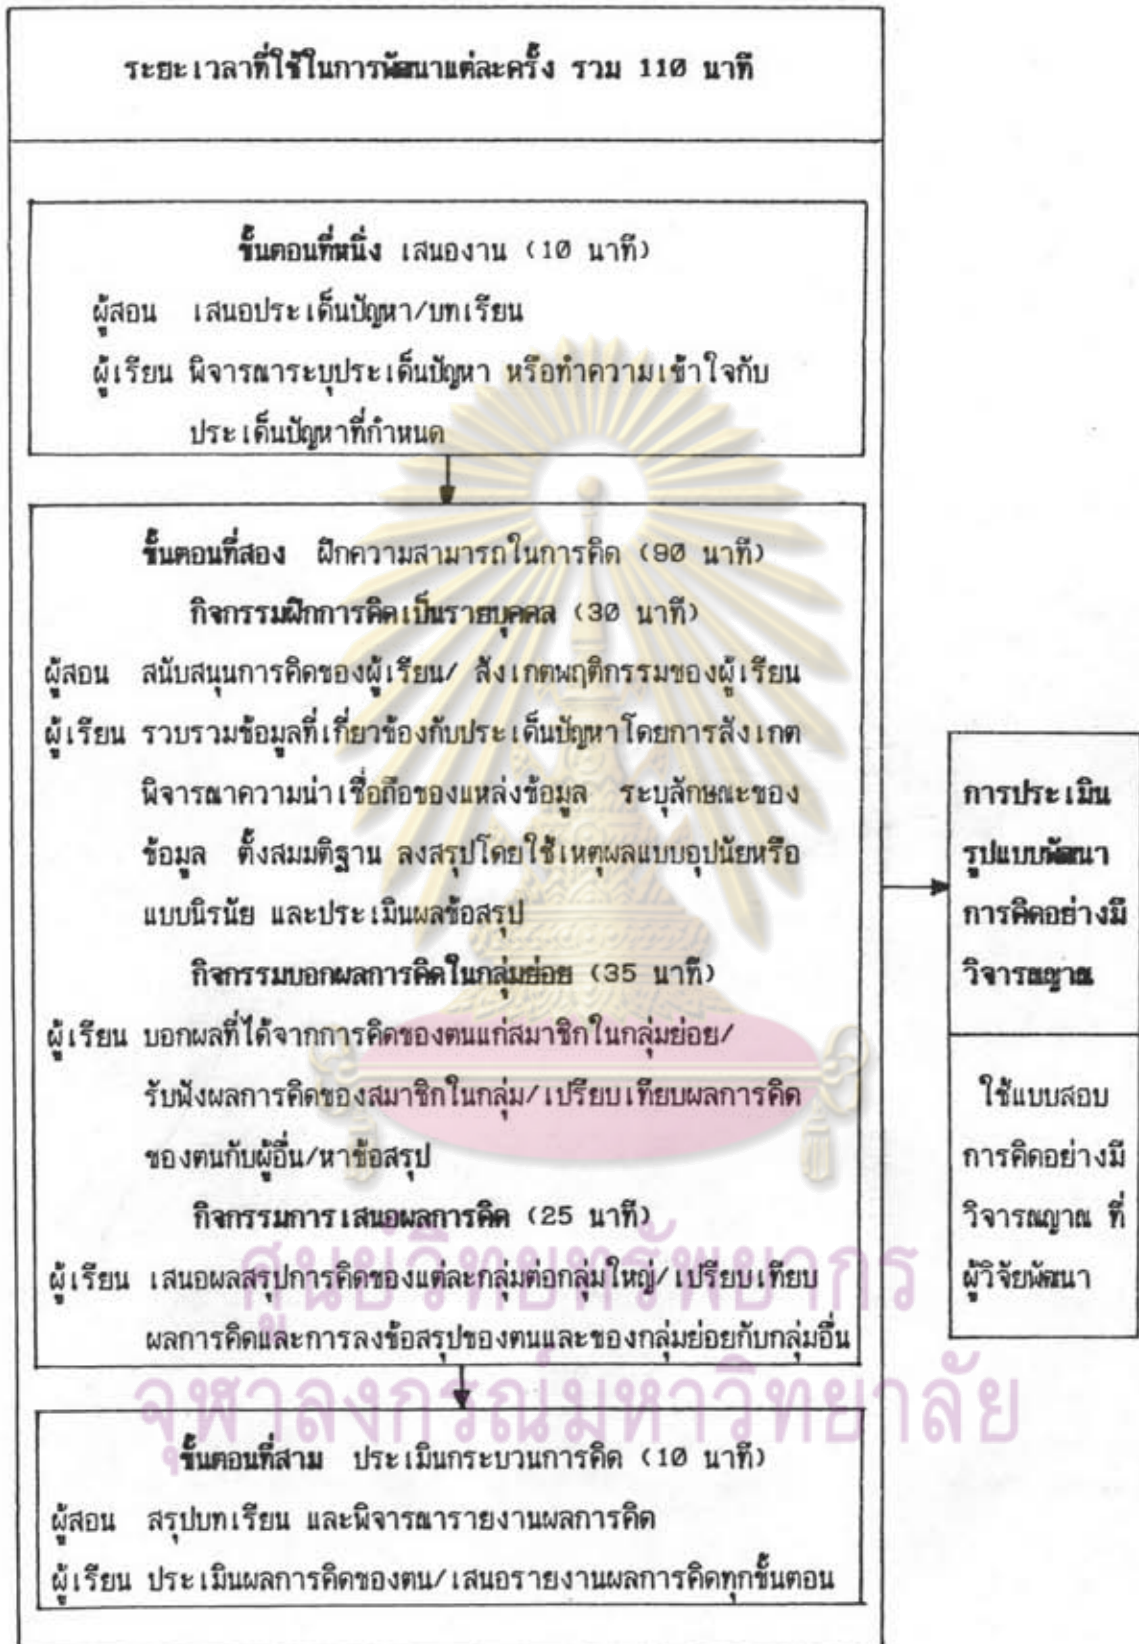 ระยะเวลาที่ใช้ในการพัฒนาแต่ละครั้ง รวม 110 นาที
ขั้นตอนที่หนึ่ง เสนองาน (10 นาที)
ผู้สอน เสนอประเด็นปัญหา/บทเรียน
ผู้เรียน พิจารณาระบุประเด็นปัญหา หรือทำความเข้าใจกับ
ประเด็นปัญหาที่กำหนด
ขั้นตอนที่สอง ฝึกความสามารถในการคิด (90 นาที)
กิจกรรมฝึกการคิดเป็นรายบุคคล (30 นาที)
ผู้สอน สนับสนุนการคิดของผู้เรียน/ สังเกตพฤติกรรมของผู้เรียน
ผู้เรียน รวบรวมข้อมูลที่เกี่ยวข้องกับประเด็นปัญหาโดยการสังเกต
พิจารณาความน่าเชื่อถือของแหล่งข้อมูล ระบุลักษณะของ
ข้อมูล ตั้งสมมติฐาน ลงสรุปโดยใช้เหตุผลแบบอุปนัยหรือ
แบบนิรนัย และประเมินผลข้อสรุป
กิจกรรมบอกผลการคิดในกลุ่มย่อย (35 นาที)
ผู้เรียน บอกผลที่ได้จากการคิดของตนแก่สมาชิกในกลุ่มย่อย/
รับฟังผลการคิดของสมาชิกในกลุ่ม/เปรียบเทียบผลการคิด
ของตนกับผู้อื่น/หาข้อสรุป
กิจกรรมการเสนอผลการคิด (25 นาที)
ผู้เรียน เสนอผลสรุปการคิดของแต่ละกลุ่มต่อกลุ่มใหญ่/เปรียบเทียบ
ผลการคิดและการลงข้อสรุปของตนและของกลุ่มย่อยกับกลุ่มอื่น
ขั้นตอนที่สาม ประเมินกระบวนการคิด (10 นาที)
ผู้สอน สรุปบทเรียน และพิจารณารายงานผลการคิด
ผู้เรียน ประเมินผลการคิดของตน/เสนอรายงานผลการคิดทุกขั้นตอน
การประเมิน
รูปแบบพัฒนา
การคิดอย่างมี
วิจารณญาณ
ใช้แบบสอบ
การคิดอย่างมี
วิจารณญาณ ที่
ผู้วิจัยพัฒนา
ศูนย์วิทยทรัพยากร
จุฬาลงกรณ์มหาวิทยาลัย